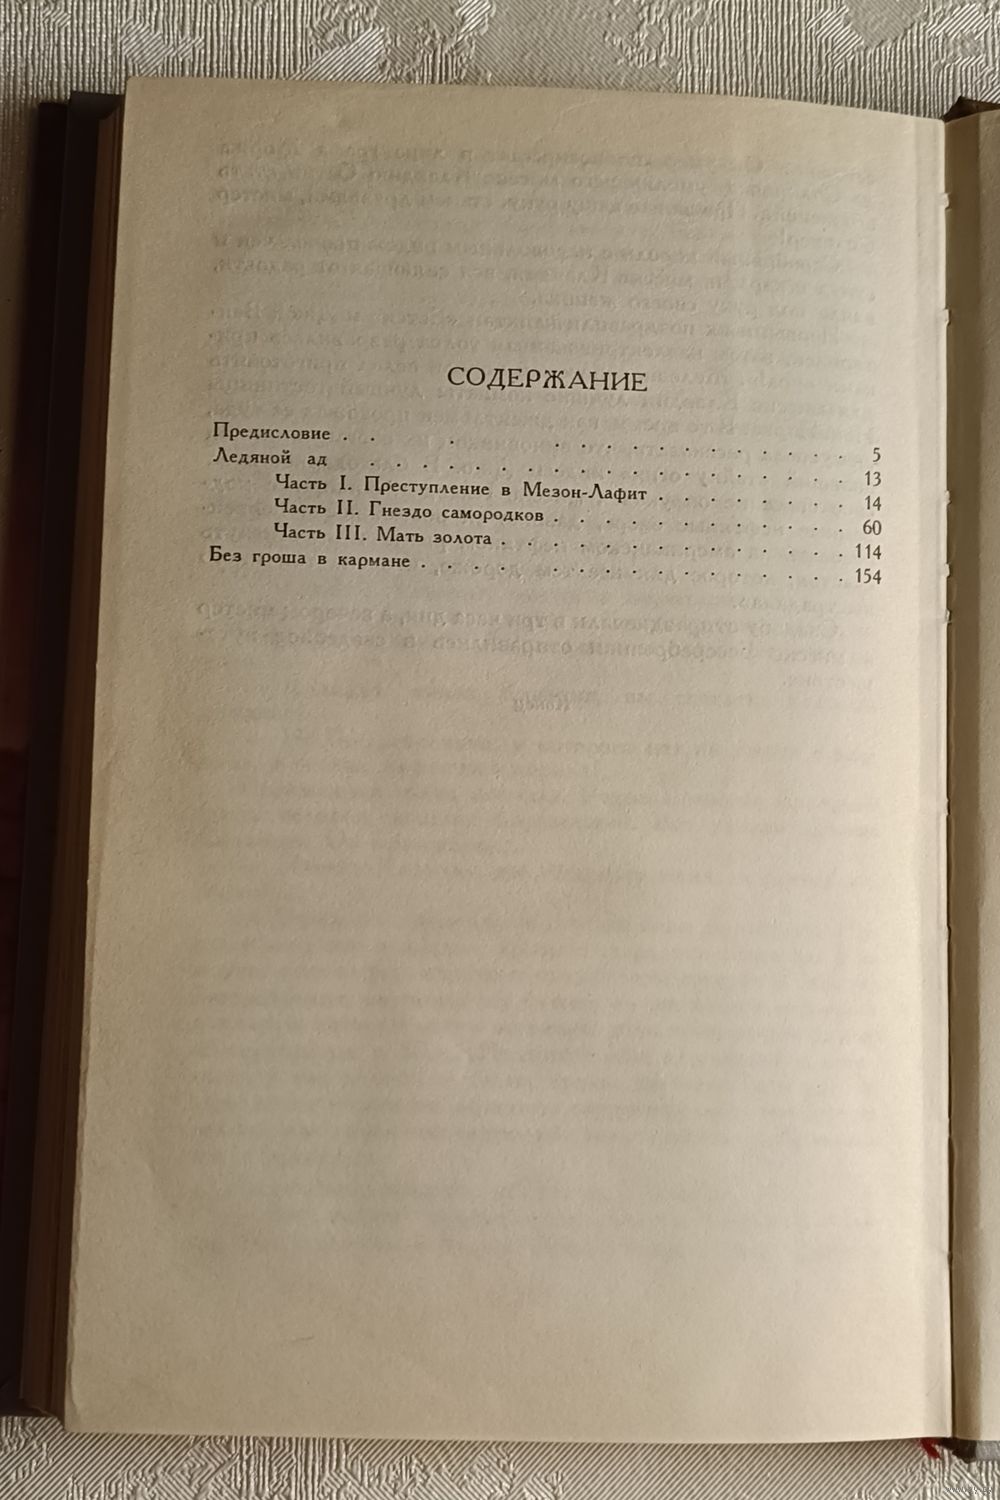 СОДЕРЖАНИЕ
Предисловие . . . . . . . . . . . . . . . . . . 5
Ледяной ад . . . . . . . . . . . . . . . . . . 13
Часть I. Преступление в Мезон-Лафит . . . . . . . . 14
Часть II. Гнездо самородков . . . . . . . . . . . . 60
Часть III. Мать золота . . . . . . . . . . . . . . 114
Без гроша в кармане . . . . . . . . . . . . . . . . 154